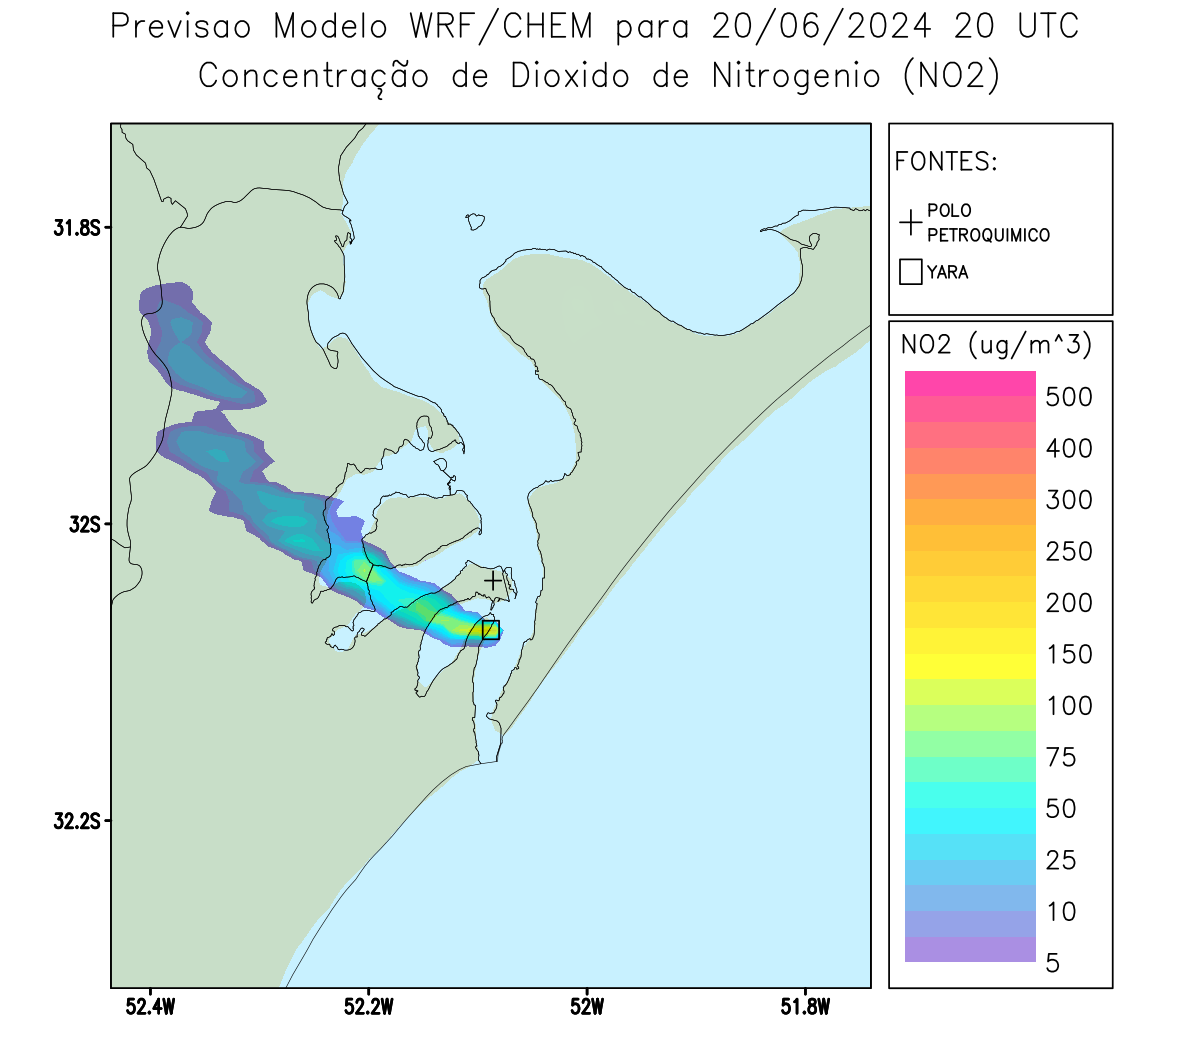 Previsao Modelo WRF/CHEM para 20/06/2024 20 UTC
Concentração de Dioxido de Nitrogenio (NO2)
FONTES:
POLO
PETROQUIMICO
YARA
NO2 (ug/m^3)
500
400
300
250
200
150
100
75
50
25
10
5
31.8S
32S
32.2S
52.4W
52.2W
52W
51.8W